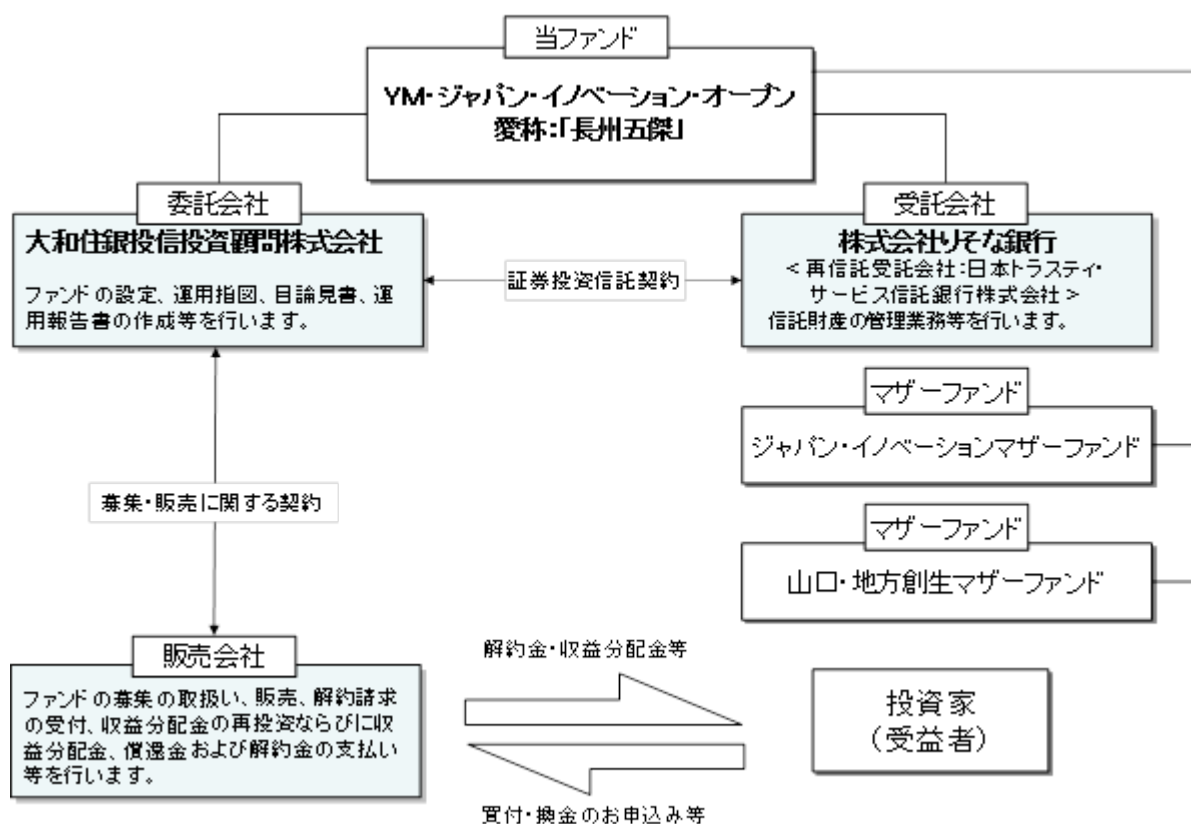 当ファンド
YM・ジャパン・イノベーション・オープン
愛称:「長州五傑」
委託会社
大和住銀投信投資顧問株式会社
ファンドの設定、運用指図、目論見書、運
用報告書の作成等を行います。
証券投資信託契約
受託会社
株式会社りそな銀行
<再信託受託会社:日本トラスティ・
サービス信託銀行株式会社>
信託財産の管理業務等を行います。
マザーファンド
ジャパン・イノベーションマザーファンド
マザーファンド
山口・地方創生マザーファンド
募集・販売に関する契約
販売会社
ファンドの募集の取扱い、販売、解約請求
の受付、収益分配金の再投資ならびに収
益分配金、償還金および解約金の支払い
等を行います。
解約金・収益分配金等
買付・換金のお申込み等
投資家
(受益者)